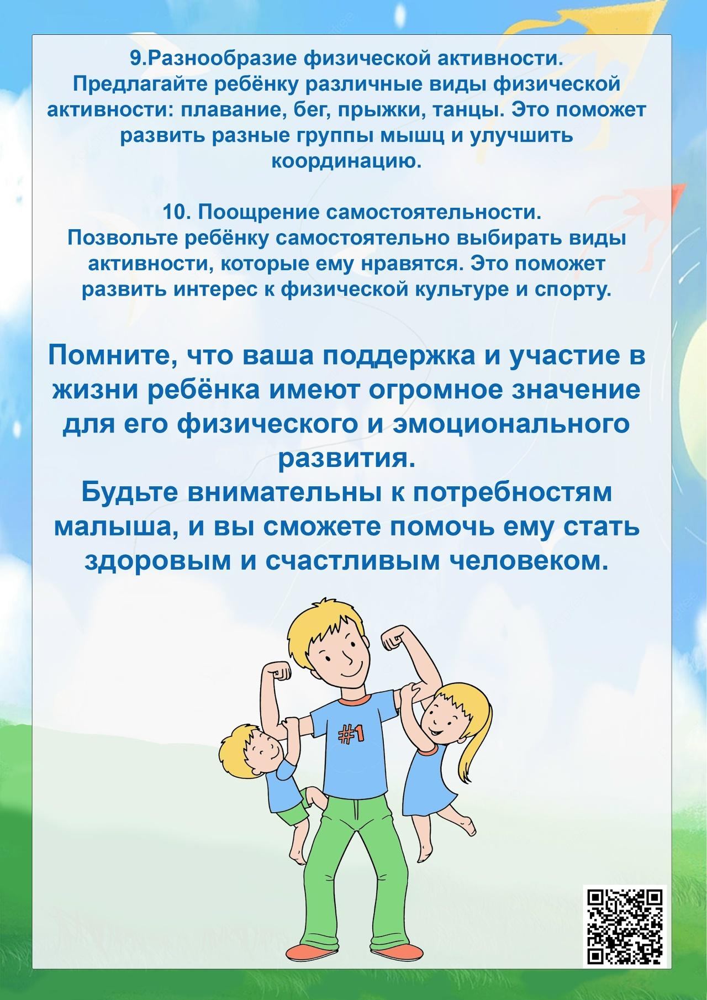 9.Разнообразие физической активности.
Предлагайте ребёнку различные виды физической
активности: плавание, бег, прыжки, танцы. Это поможет
развить разные группы мышц и улучшить
координацию.
10. Поощрение самостоятельности.
Позвольте ребёнку самостоятельно выбирать виды
активности, которые ему нравятся. Это поможет
развить интерес к физической культуре и спорту.
Помните, что ваша поддержка и участие в
жизни ребёнка имеют огромное значение
для его физического и эмоционального
развития.
Будьте внимательны к потребностям
малыша, и вы сможете помочь ему стать
здоровым и счастливым человеком.
#1